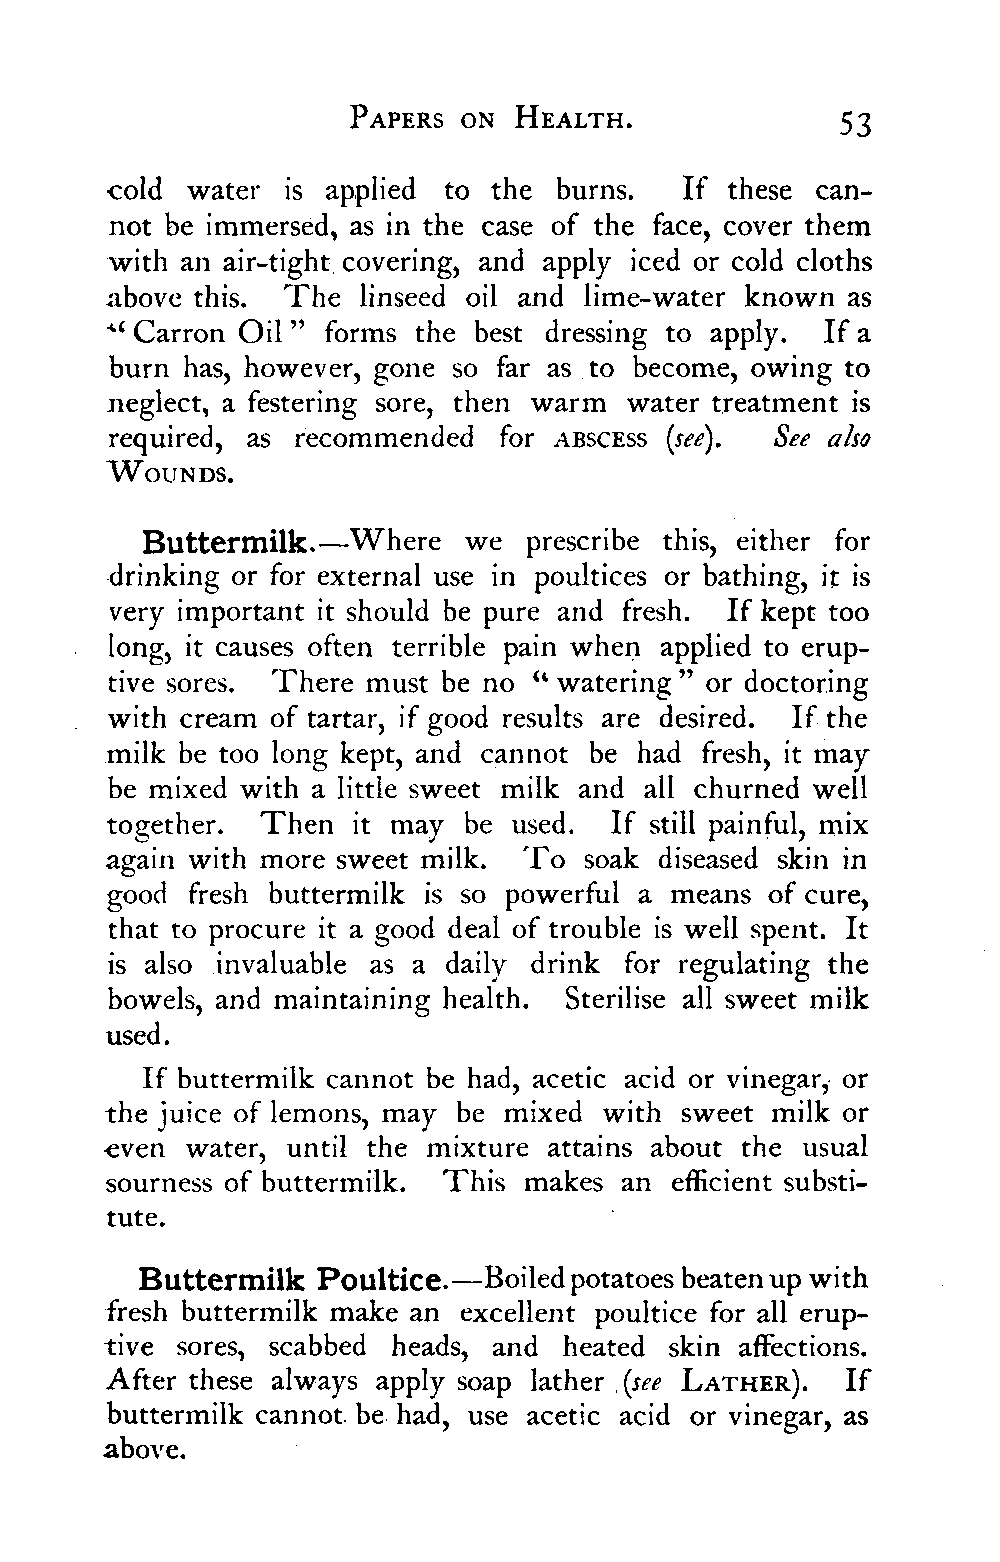 Papers on Health. 53
cold water is applied to the burns. If these can-
not be immersed, as in the case of the face, cover them
with an air-tight covering, and apply iced or cold cloths
above this. The linseed oil and lime-water known as
“Carron Oil” forms the best dressing to apply. If a
burn has, however, gone so far as to become, owing to
neglect, a festering sore, then warm water treatment is
required, as recommended for ABSCESS (see). See also
WOUNDS.
Buttermilk.—Where we prescribe this, either for
drinking or for external use in poultices or bathing, it is
very important it should be pure and fresh. If kept too
long, it causes often terrible pain when applied to erup-
tive sores. There must be no “watering” or doctoring
with cream of tartar, if good results are desired. If the
milk be too long kept, and cannot be had fresh, it may
be mixed with a little sweet milk and all churned well
together. Then it may be used. If still painful, mix
again with more sweet milk. To soak diseased skin in
good fresh buttermilk is so powerful a means of cure,
that to procure it a good deal of trouble is well spent. It
is also invaluable as a daily drink for regulating the
bowels, and maintaining health. Sterilise all sweet milk
used.
If buttermilk cannot be had, acetic acid or vinegar, or
the juice of lemons, may be mixed with sweet milk or
even water, until the mixture attains about the usual
sourness of buttermilk. This makes an efficient substi-
tute.
Buttermilk Poultice.—Boiled potatoes beaten up with
fresh buttermilk make an excellent poultice for all erup-
tive sores, scabbed heads, and heated skin affections.
After these always apply soap lather (see LATHER). If
buttermilk cannot be had, use acetic acid or vinegar, as
above.